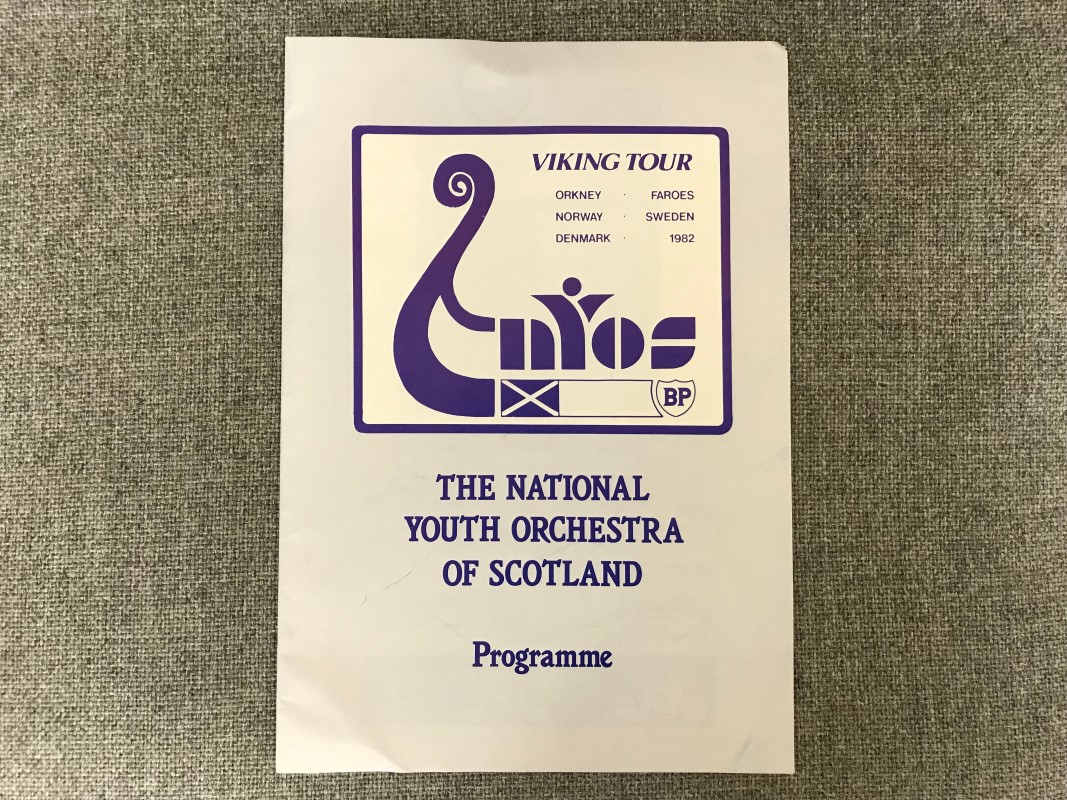 VIKING TOUR
ORKNEY · FAROES
NORWAY · SWEDEN
DENMARK · 1982
nYos
BP
THE NATIONAL
YOUTH ORCHESTRA
OF SCOTLAND
Programme